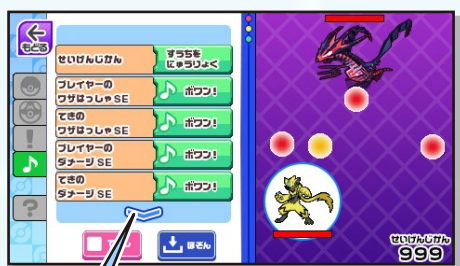 もどる
せいげんじかん
すうちを
にゅうりょく
プレイヤーの
ワザはっしゃSE
ボワン!
てきの
ワザはっしゃSE
ボワン!
プレイヤーの
ダメージSE
ボワン!
てきの
ダメージSE
ボワン!
ほぞん
せいげんじかん
999